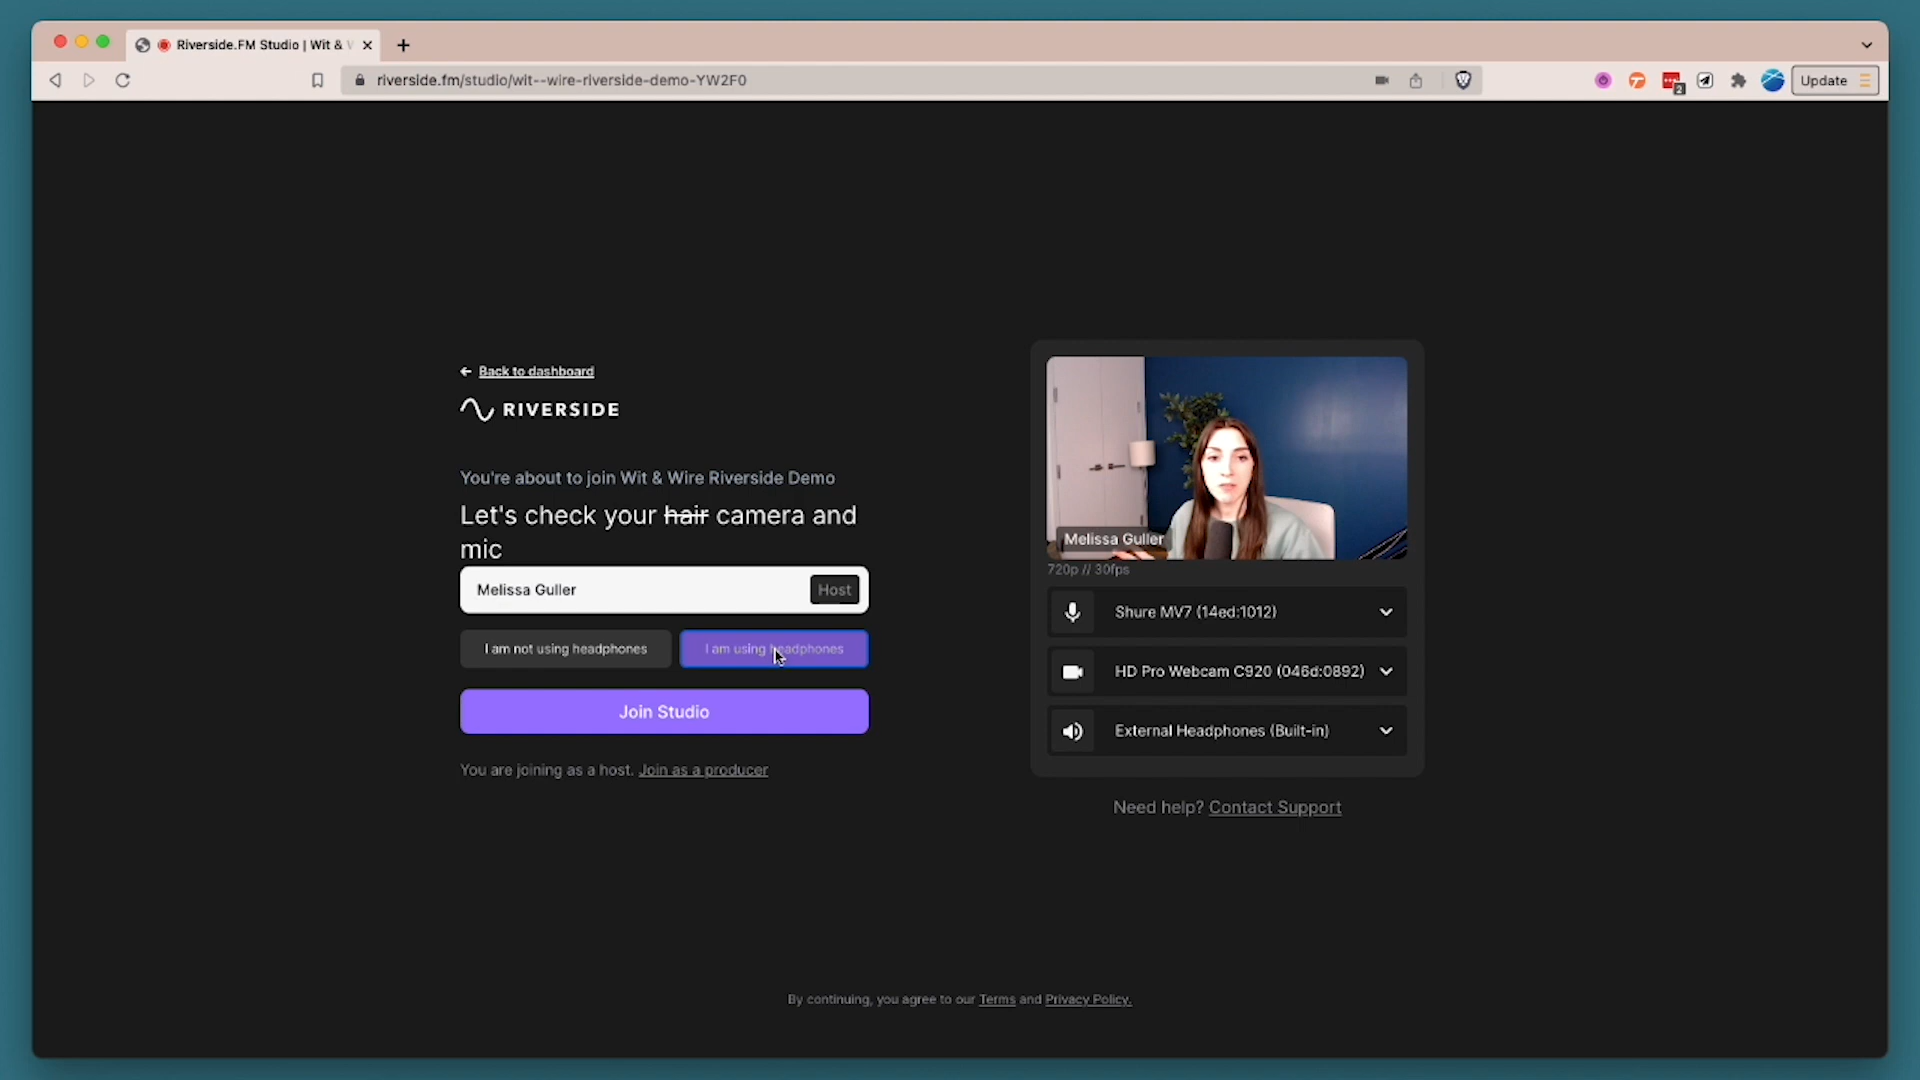 Riverside.FM Studio | Wit & W
riverside.fm/studio/wit--wire-riverside-demo-YW2F0
2
Update
Back to dashboard
RIVERSIDE
You're about to join Wit & Wire Riverside Demo
Let's check your hair camera and
mic
Melissa Guller
Host
I am not using headphones
I am using headphones
Join Studio
You are joining as a host. Join as a producer
Melissa Guller
720p // 30fps
Shure MV7 (14ed:1012)
HD Pro Webcam C920 (046d:0892)
External Headphones (Built-in)
Need help? Contact Support
By continuing, you agree to our Terms and Privacy Policy.